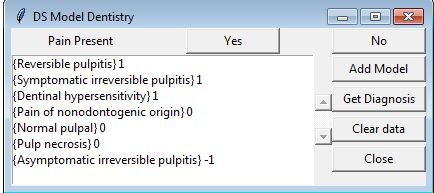 DS Model Dentistry
Pain Present Yes No
{Reversible pulpitis} 1
{Symptomatic irreversible pulpitis} 1
{Dentinal hypersensitivity} 1
{Pain of nonodontogenic origin} 0
{Normal pulpal} 0
{Pulp necrosis} 0
{Asymptomatic irreversible pulpitis} -1
Add Model
Get Diagnosis
Clear data
Close